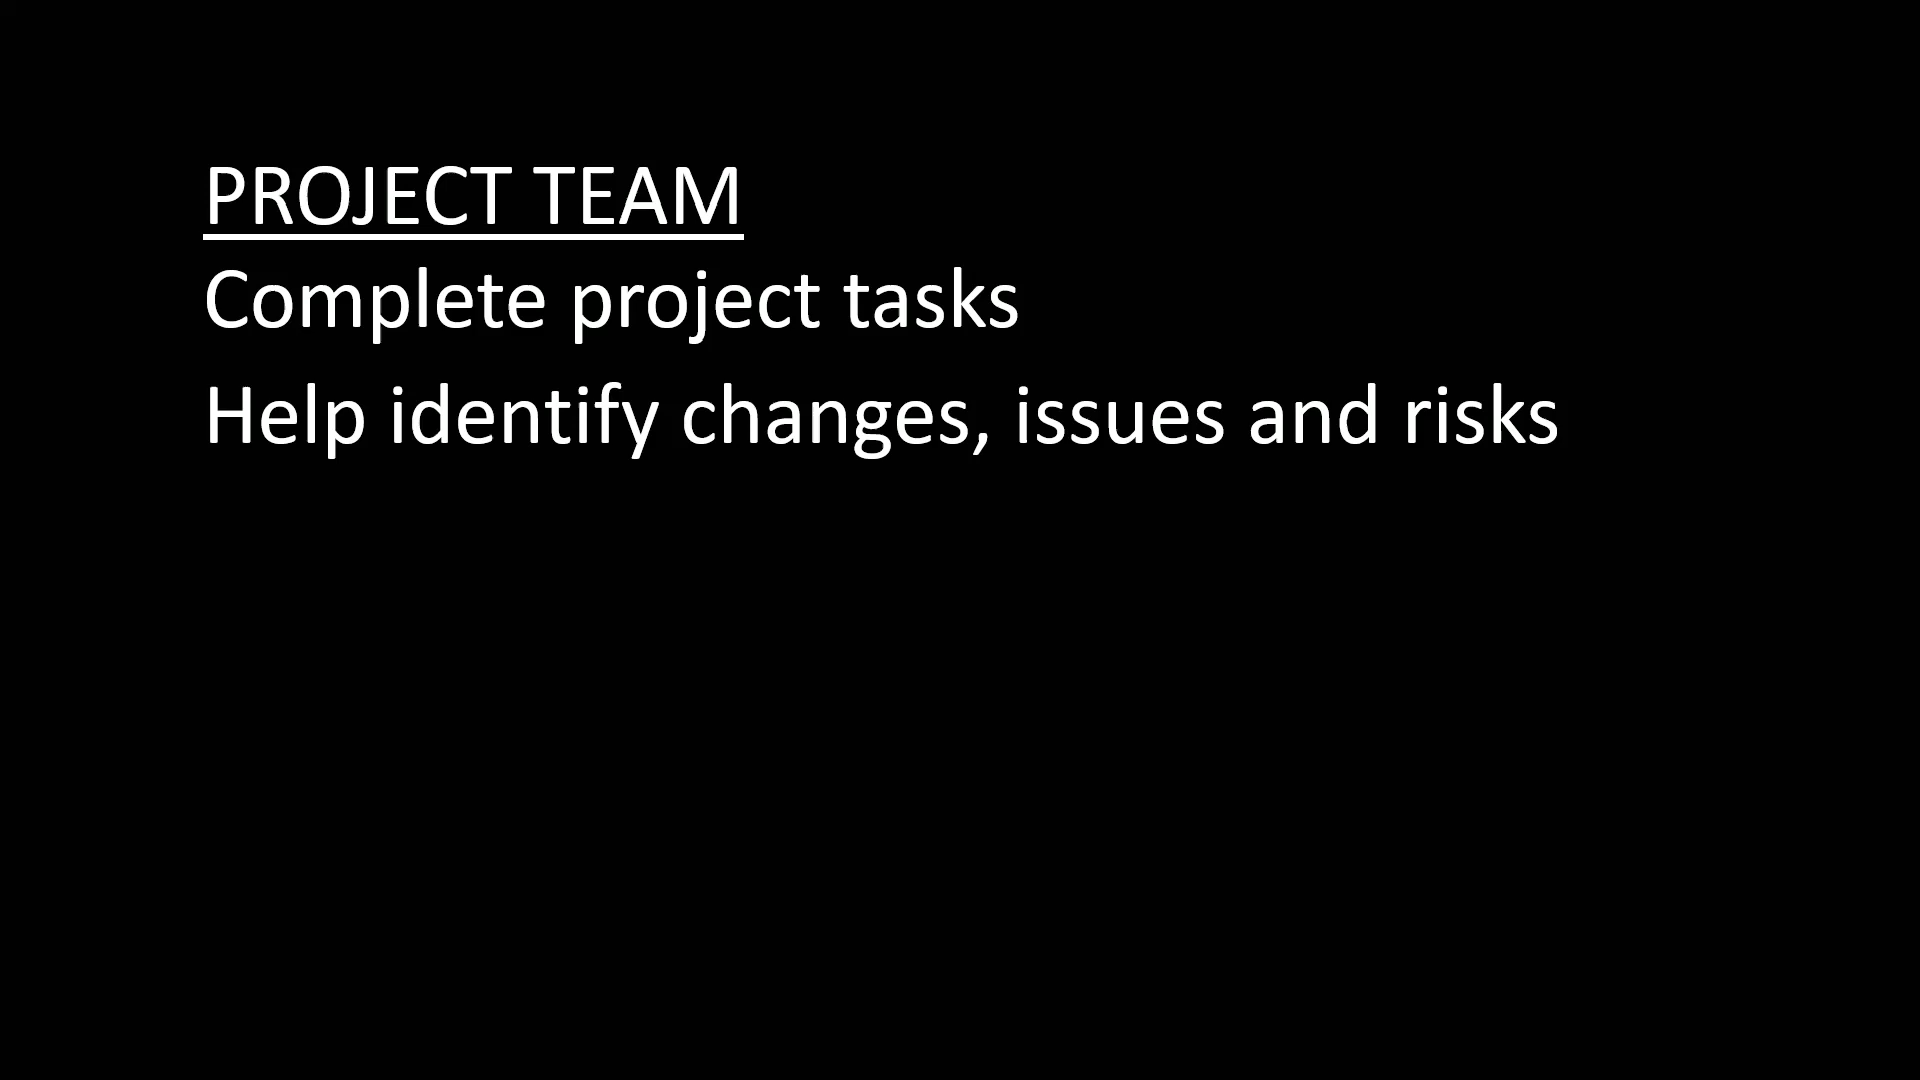 PROJECT TEAM
Complete project tasks
Help identify changes, issues and risks